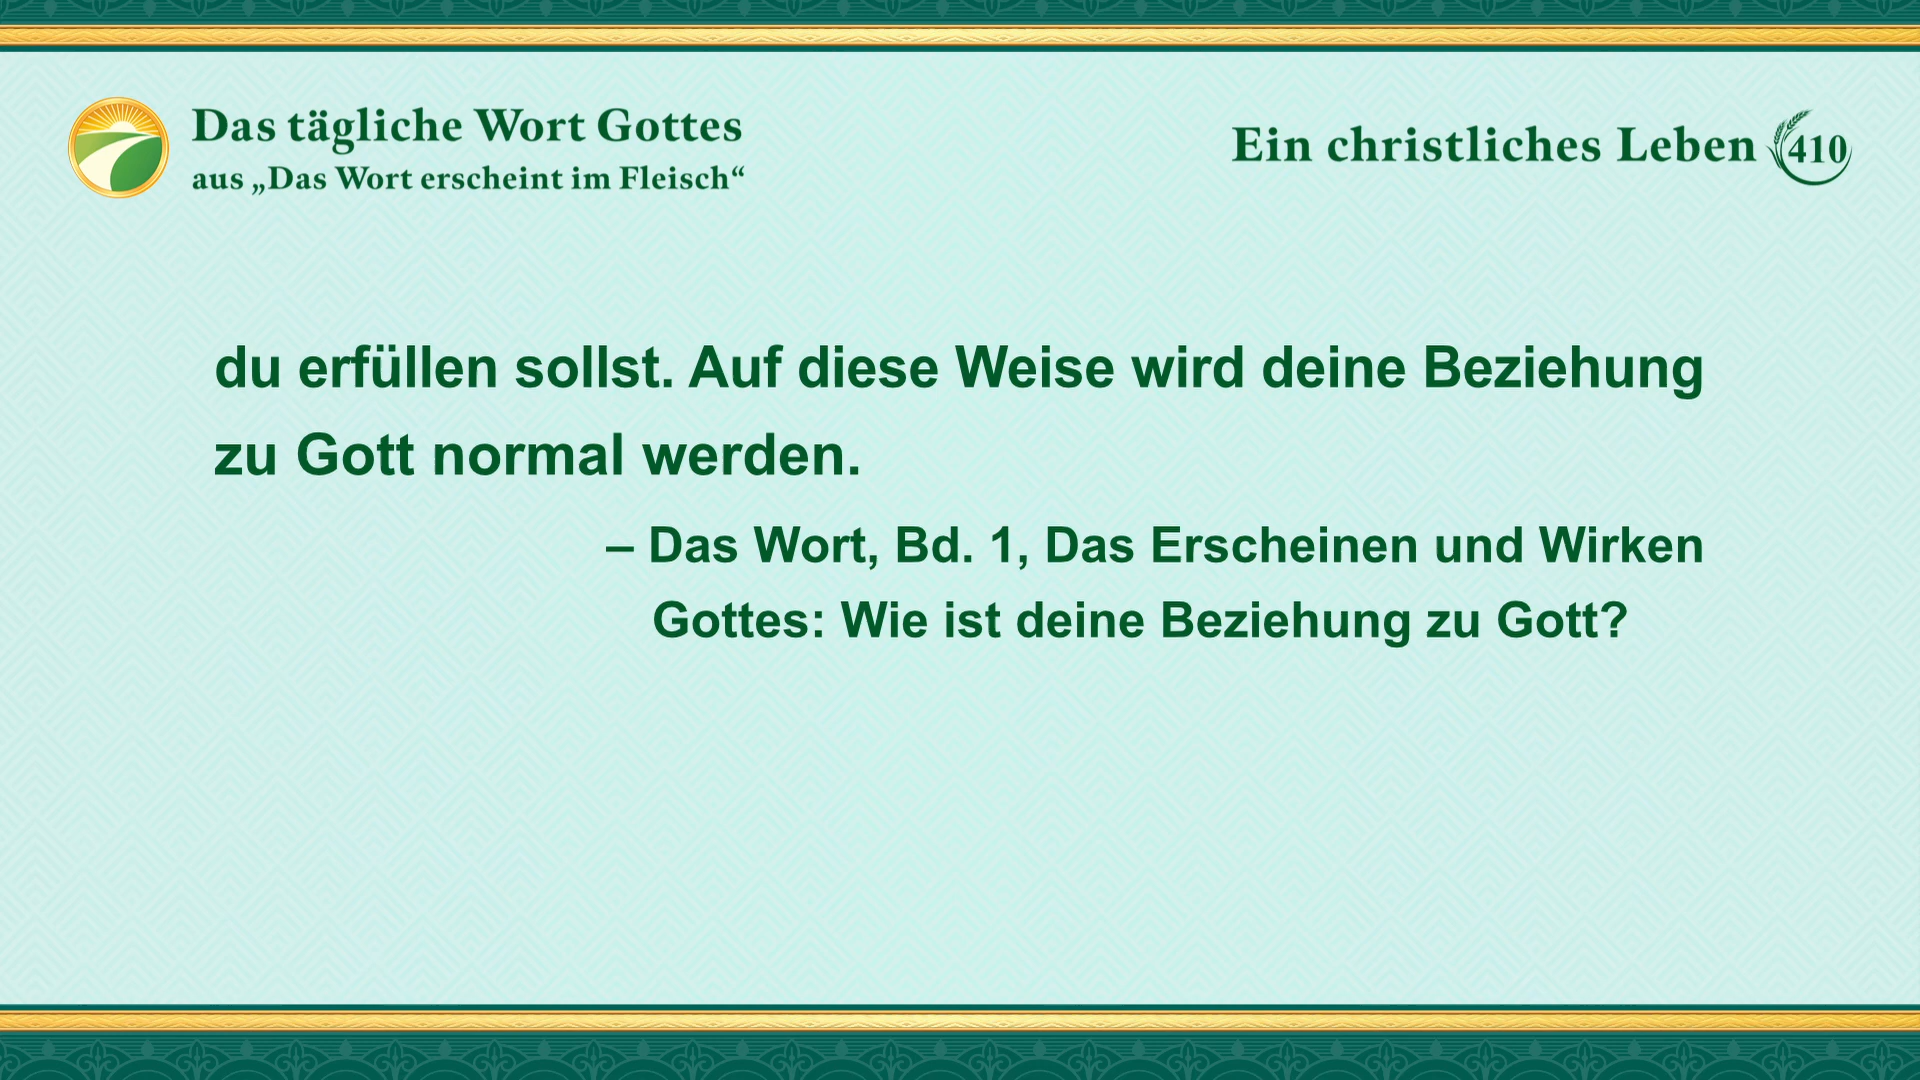 Das tägliche Wort Gottes
aus „Das Wort erscheint im Fleisch“
Ein christliches Leben 410
du erfüllen sollst. Auf diese Weise wird deine Beziehung
zu Gott normal werden.
– Das Wort, Bd. 1, Das Erscheinen und Wirken
Gottes: Wie ist deine Beziehung zu Gott?